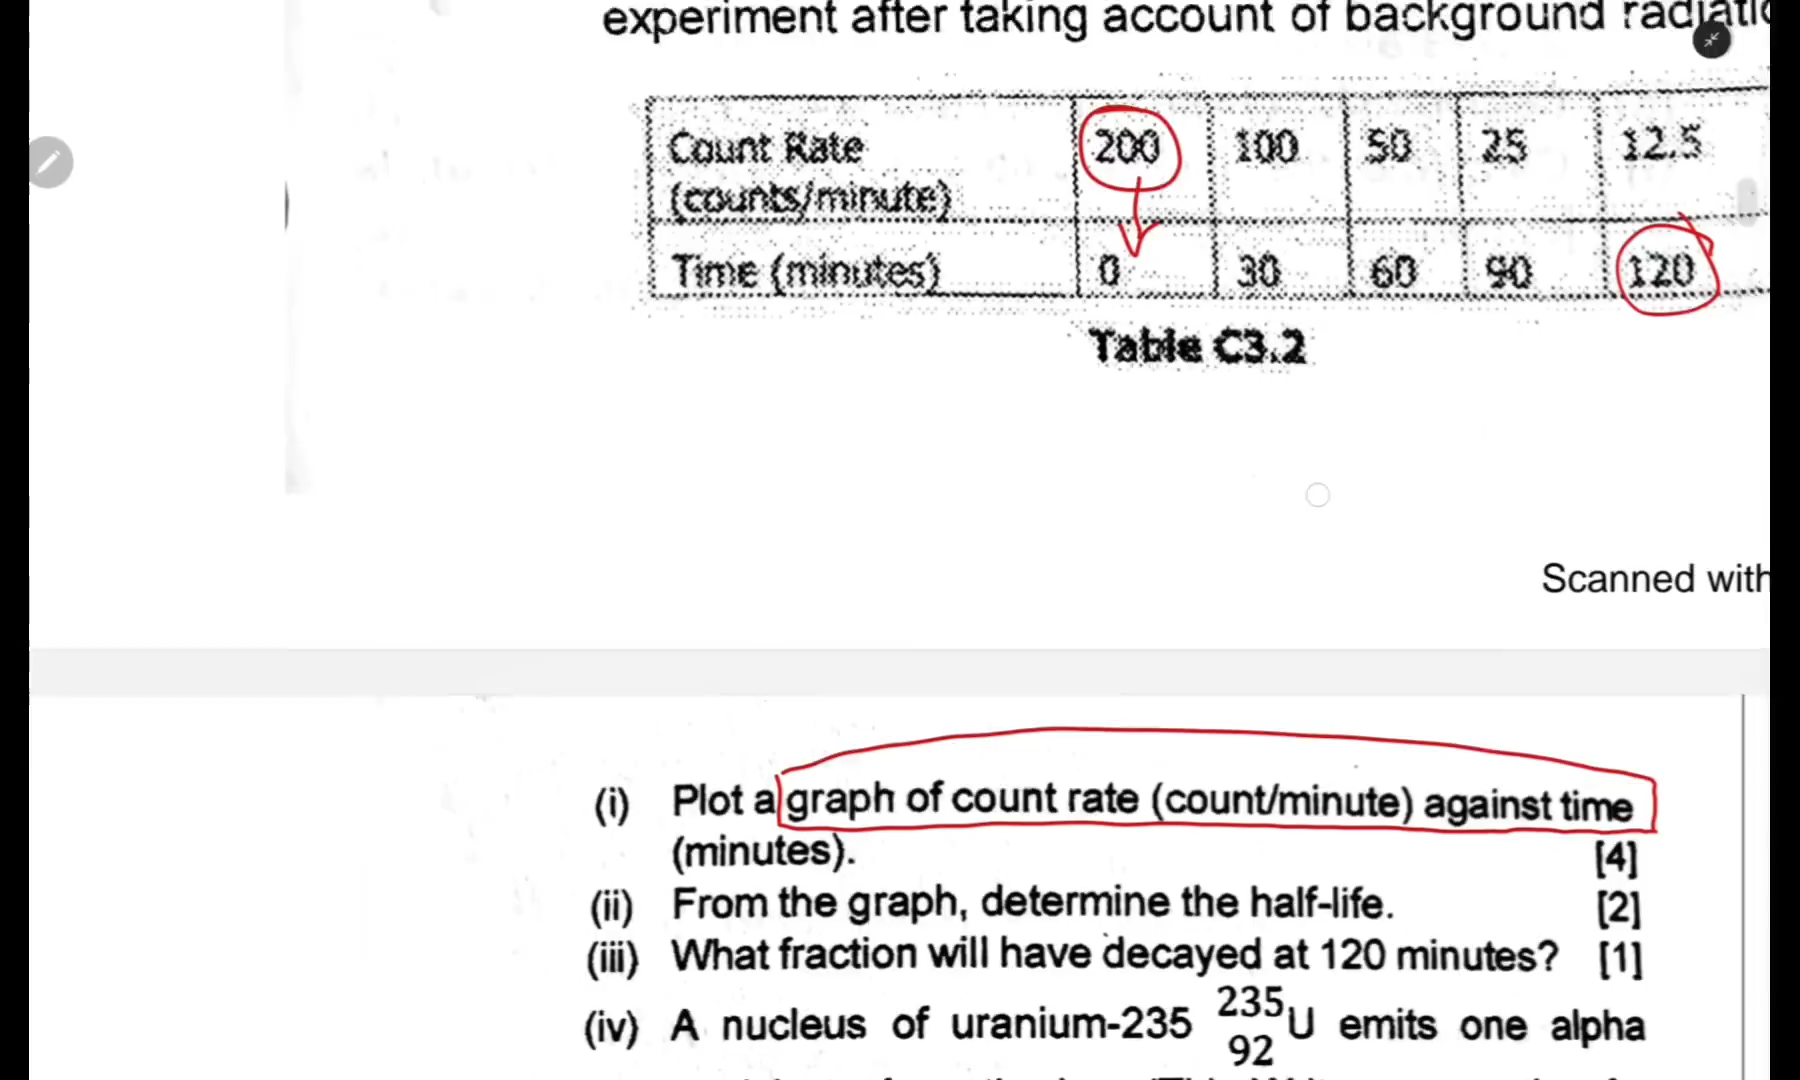 experiment after taking account of background
Count Rate 200 100 50 25 12.5
(counts/minute)
Time (minutes) 0 30 60 90 120
Table C3.2
Scanned with
(i) Plot a graph of count rate (count/minute) against time
(minutes). [4]
(ii) From the graph, determine the half-life. [2]
(iii) What fraction will have decayed at 120 minutes? [1]
(iv) A nucleus of uranium-235 235 92 U emits one alpha